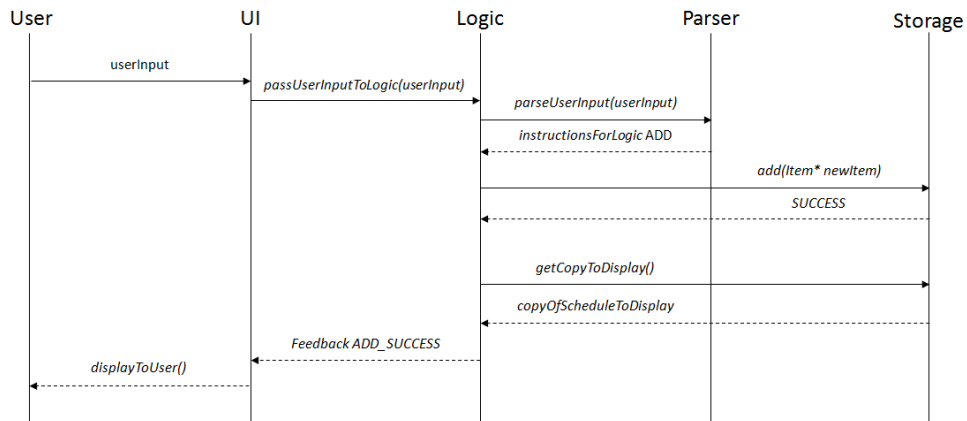 User
UI
Logic
Parser
Storage
userInput
passUserInputToLogic(userInput)
parseUserInput(userInput)
instructionsForLogic ADD
add(Item* newItem)
SUCCESS
getCopyToDisplay()
copyOfScheduleToDisplay
Feedback ADD_SUCCESS
displayToUser()